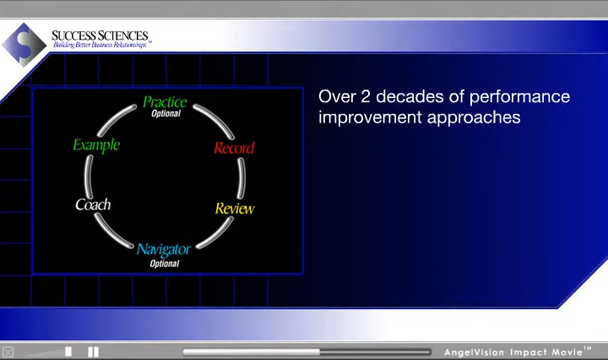 SUCCESS SCIENCES
Building Better Business Relationships™
Over 2 decades of performance
improvement approaches
Practice
Optional
Example
Record
Coach
Review
Navigator
Optional
AngelVision Impact Movie™